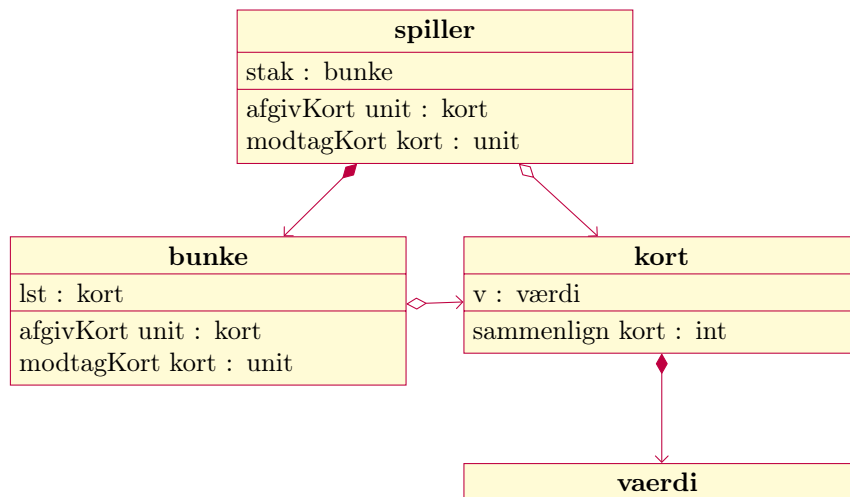 spiller
stak : bunke
afgivKort unit : kort
modtagKort kort : unit
bunke
lst : kort
afgivKort unit : kort
modtagKort kort : unit
kort
v : værdi
sammenlign kort : int
vaerdi